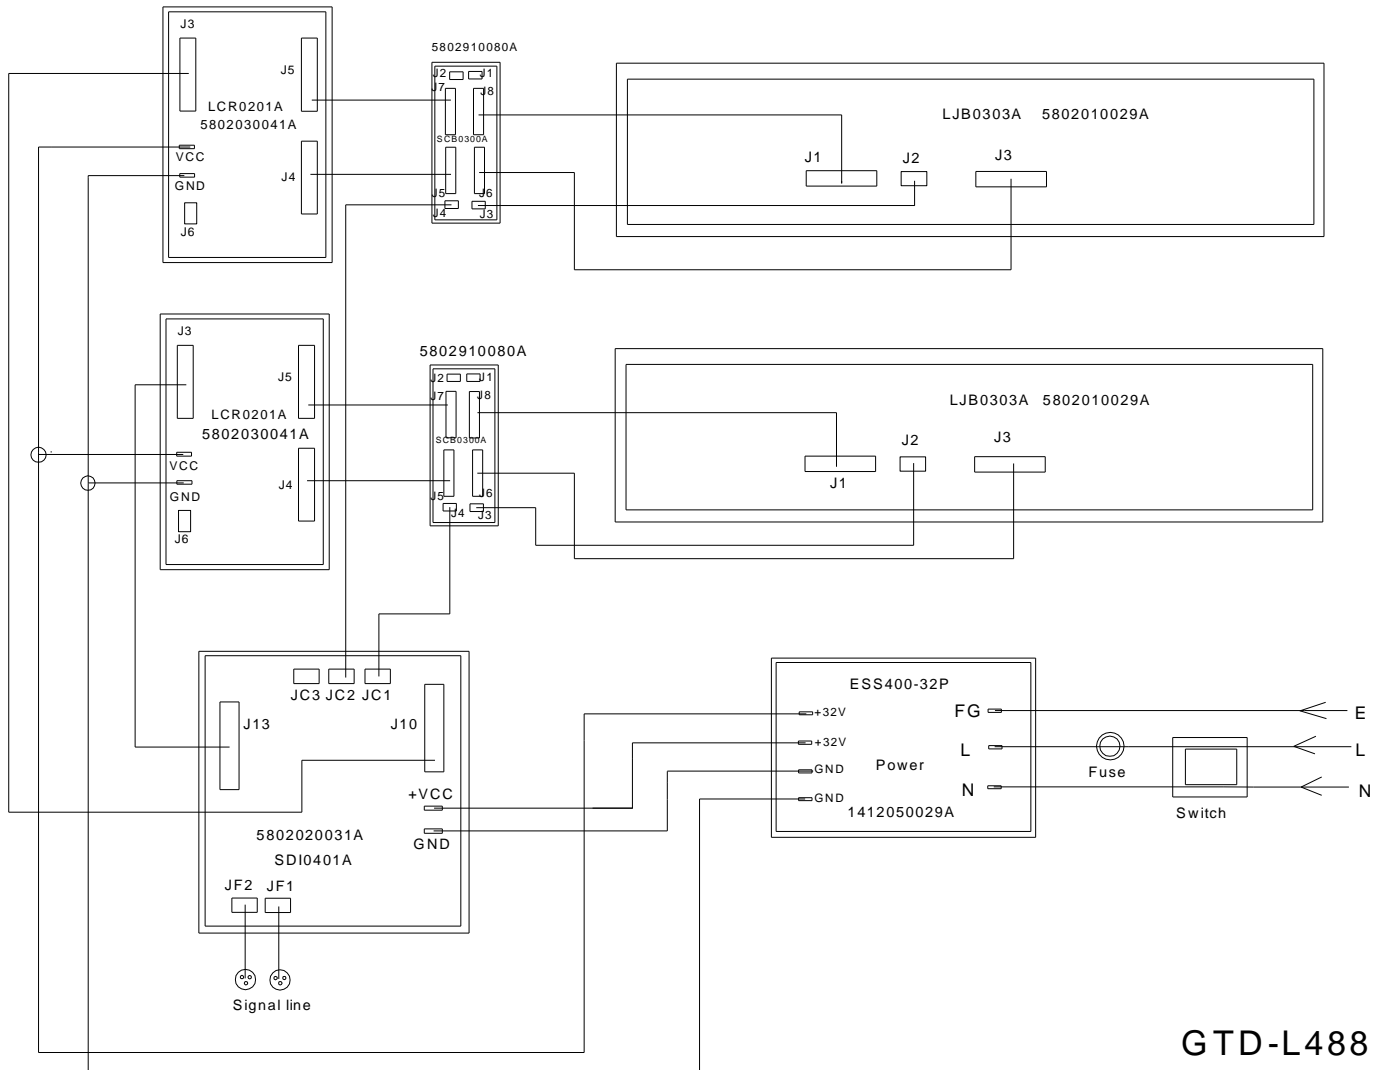 J3
J5
LCR0201A
5802030041A
VCC
GND
J4
J6
5802910080A
J2
J1
J7
J8
SCB0300A
J5
J6
J4
J3
LJB0303A 5802010029A
J1
J2
J3
J3
J5
LCR0201A
5802030041A
VCC
GND
J4
J6
5802910080A
J2
J1
J7
J8
SCB0300A
J5
J6
J4
J3
LJB0303A 5802010029A
J2
J3
J1
JC3
JC2
JC1
J13
J10
+VCC
GND
5802020031A
SDI0401A
JF2
JF1
Signal line
ESS400-32P
+32V
FG
+32V
L
GND
Power
N
GND
1412050029A
Fuse
Switch
E
L
N
GTD-L488